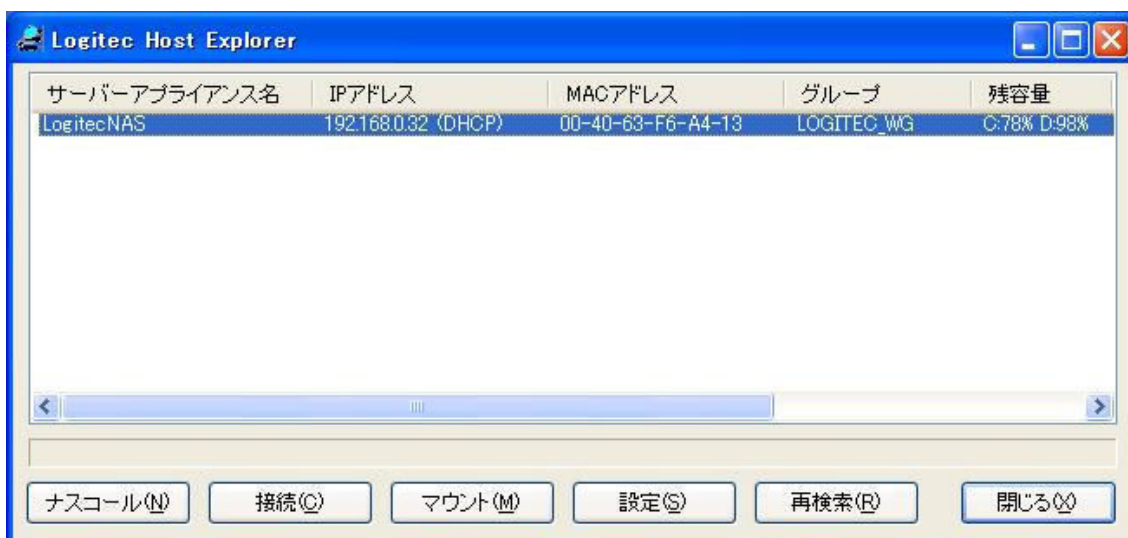 Logitec Host Explorer
サーバーアプライアンス名 IPアドレス MACアドレス グループ 残容量
LogitecNAS 192.168.0.32 (DHCP) 00-40-63-F6-A4-13 LOGITEC_WG C:78% D:98%
ナスコール(N) 接続(C) マウント(M) 設定(S) 再検索(R) 閉じる(X)